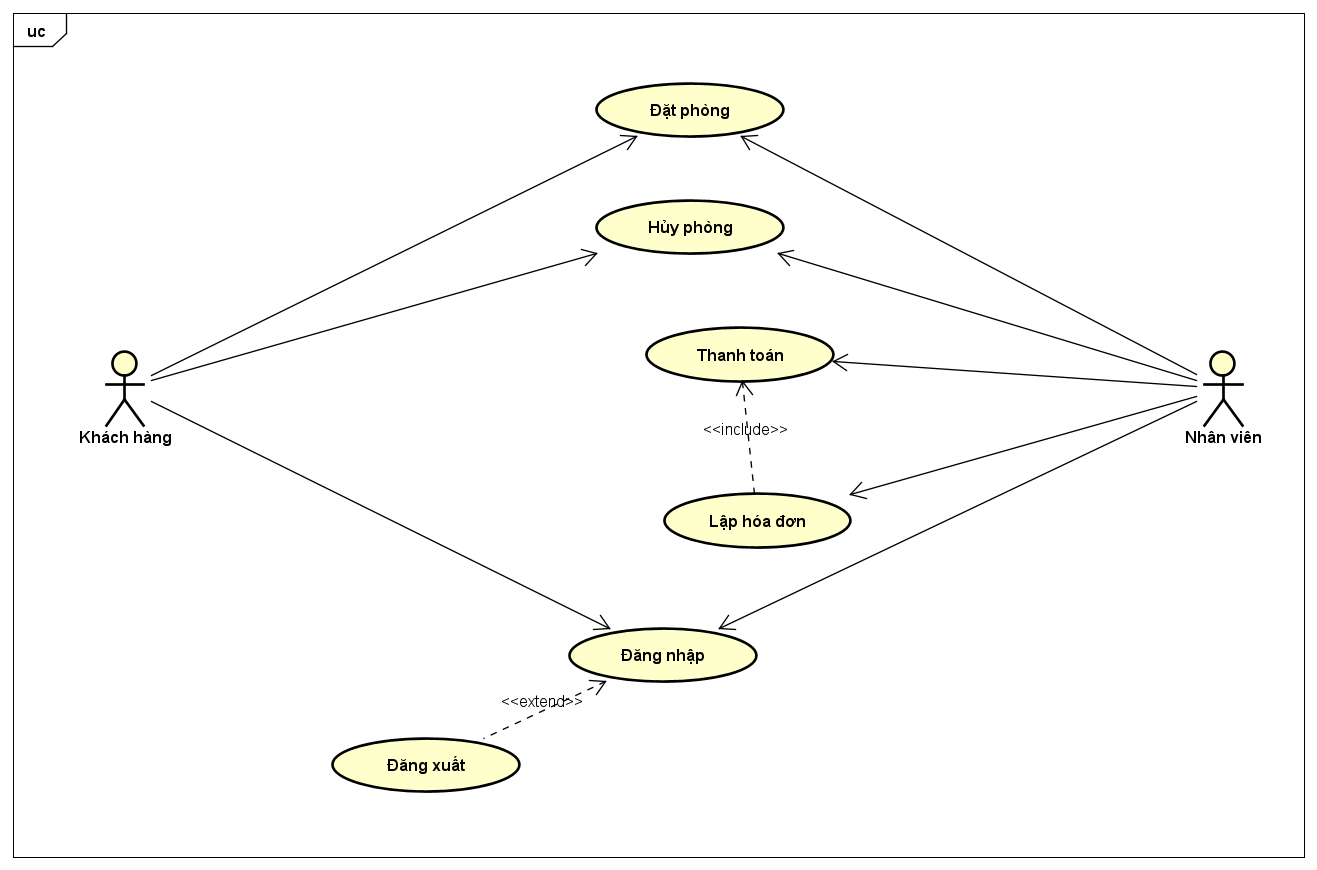 uc
Đặt phòng
Hủy phòng
Thanh toán
<<include>>
Khách hàng
Nhân viên
Lập hóa đơn
Đăng nhập
<<extend>>
Đăng xuất